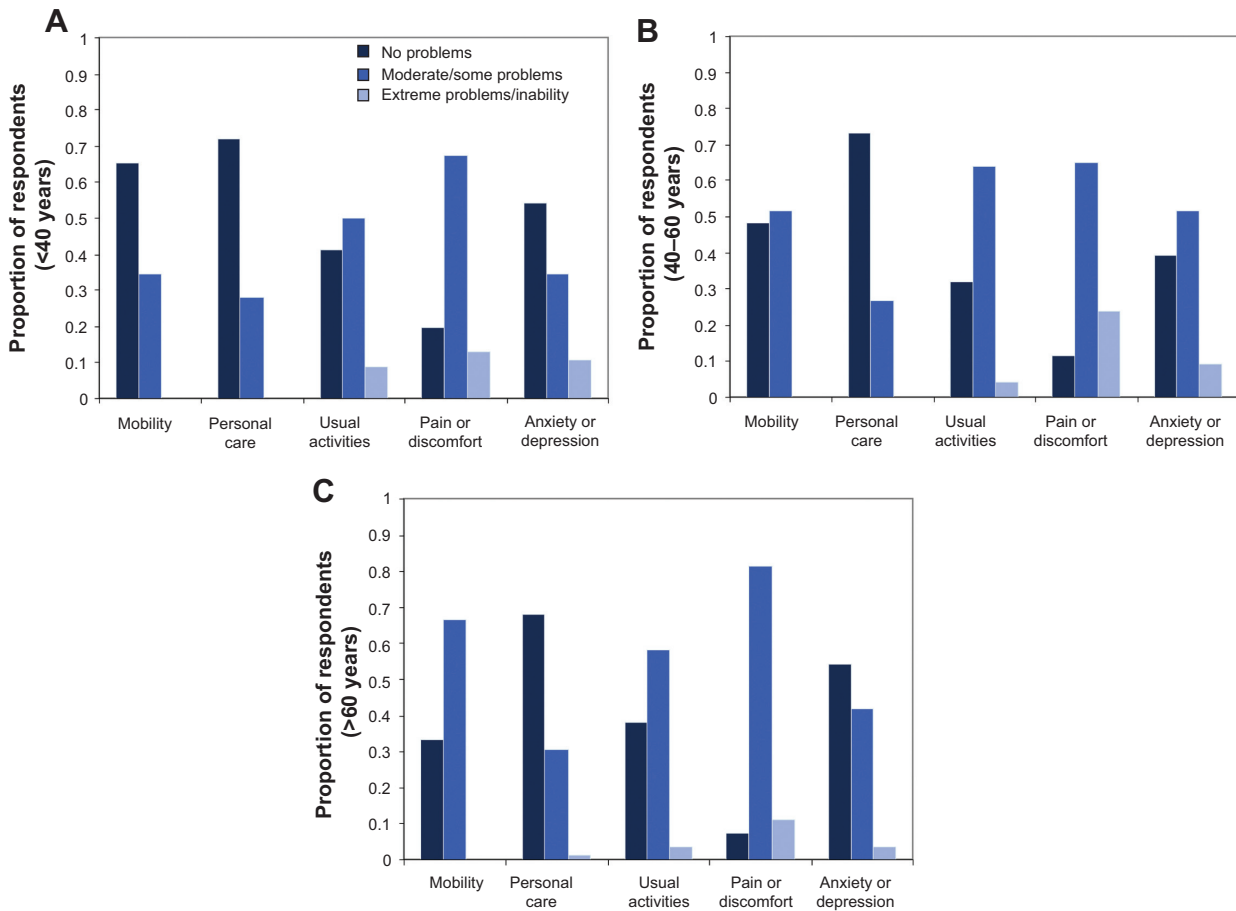 A
Proportion of respondents
(<40 years)
1
0.9
0.8
0.7
0.6
0.5
0.4
0.3
0.2
0.1
0
No problems
Moderate/some problems
Extreme problems/inability
Mobility
Personal
care
Usual
activities
Pain or
discomfort
Anxiety or
depression
B
Proportion of respondents
(40–60 years)
1
0.9
0.8
0.7
0.6
0.5
0.4
0.3
0.2
0.1
0
Mobility
Personal
care
Usual
activities
Pain or
discomfort
Anxiety or
depression
C
Proportion of respondents
(>60 years)
1
0.9
0.8
0.7
0.6
0.5
0.4
0.3
0.2
0.1
0
Mobility
Personal
care
Usual
activities
Pain or
discomfort
Anxiety or
depression